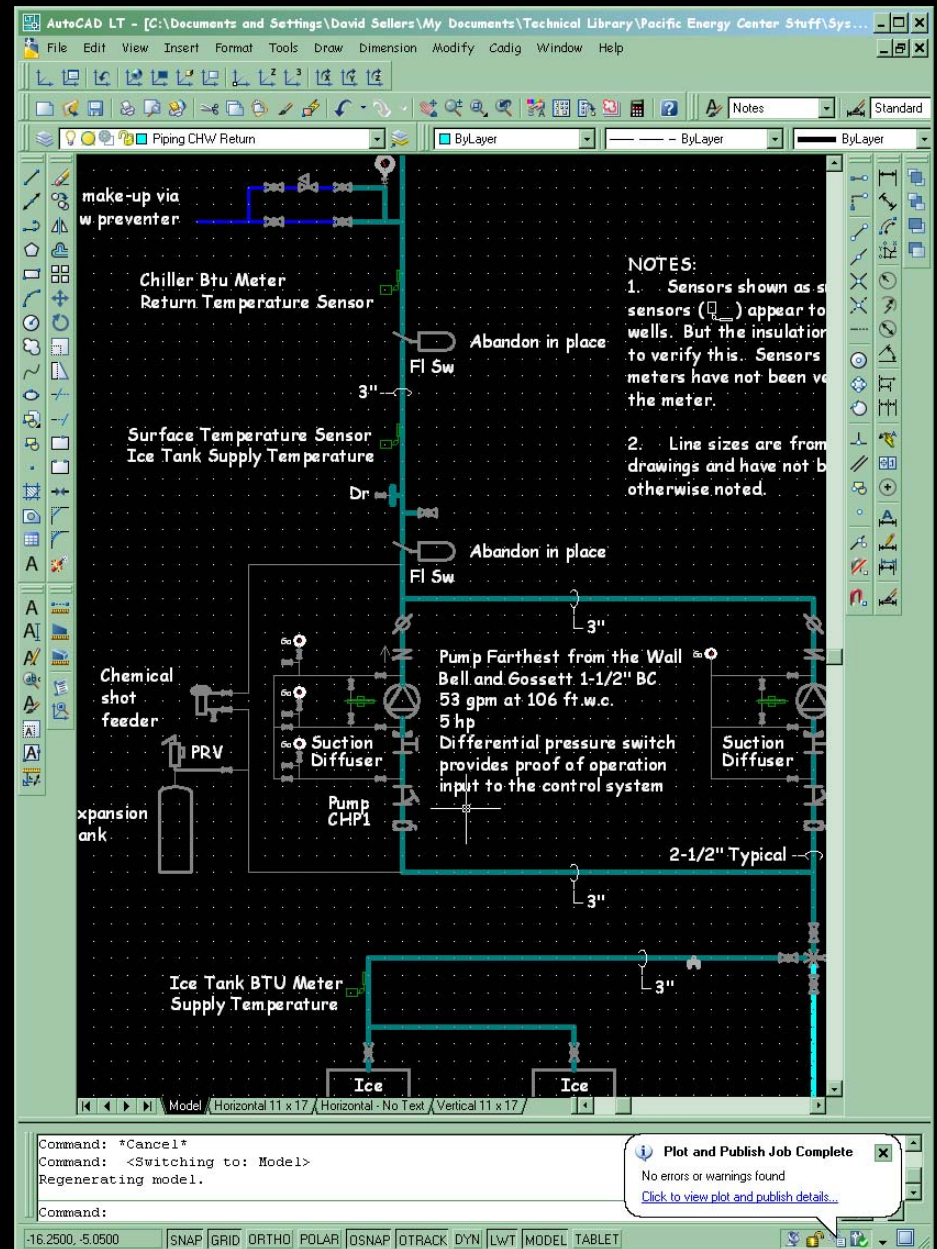 AutoCAD LT - [C:\Documents and Settings\David Sellers\My Documents\Technical Library\Pacific Energy Center Stuff\Sys...
File Edit View Insert Format Tools Draw Dimension Modify Cadig Window Help
Notes
Standard
Piping CHW Return
ByLayer
ByLayer
ByLayer
make-up via
w preventer
Chiller Btu Meter
Return Temperature Sensor
Abandon in place
Fl Sw
3"
Surface Temperature Sensor
Ice Tank Supply Temperature
Dr
Abandon in place
Fl Sw
NOTES:
1. Sensors shown as s
sensors ( ) appear to
wells. But the insulation
to verify this. Sensors
meters have not been ve
the meter.
2. Line sizes are from
drawings and have not b
otherwise noted.
3"
Chemical
shot
feeder
PRV
xpansion
ank
Ga
Ga
Ga
Suction
Diffuser
Pump
CHP1
Pump Farthest from the Wall
Bell and Gossett 1-1/2" BC
53 gpm at 106 ft.w.c.
5 hp
Differential pressure switch
provides proof of operation
input to the control system
Ga
Suction
Diffuser
2-1/2" Typical
3"
Ice Tank BTU Meter
Supply Temperature
3"
Ice
Ice
Model Horizontal 11 x 17 Horizontal - No Text Vertical 11 x 17
Command: *Cancel*
Command: <Switching to: Model>
Regenerating model.
Command:
Plot and Publish Job Complete
No errors or warnings found
Click to view plot and publish details...
-16.2500, -5.0500
SNAP GRID ORTHO POLAR OSNAP OTRACK DYN LWT MODEL TABLET